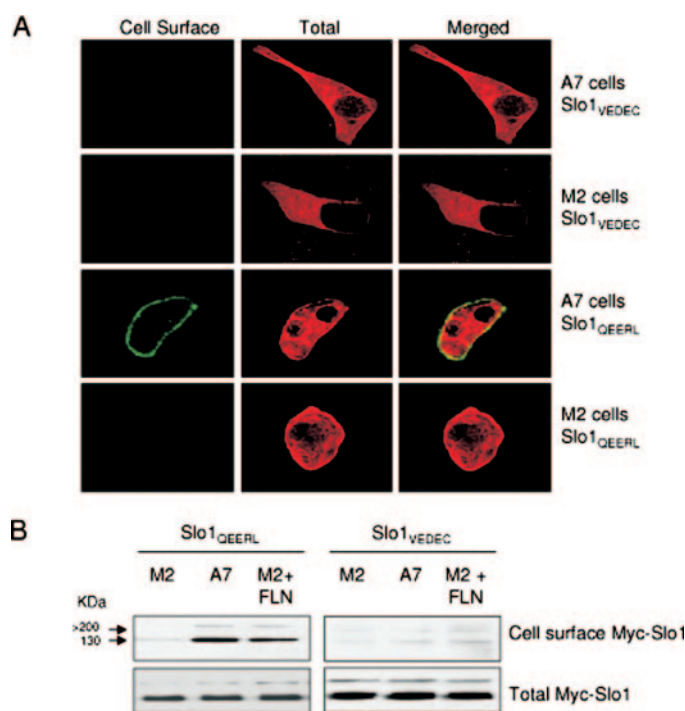 A
Cell Surface Total Merged
A7 cells
Slo1VEDEC
M2 cells
Slo1VEDEC
A7 cells
Slo1QEERL
M2 cells
Slo1QEERL
B
Slo1QEERL Slo1VEDEC
M2 A7 M2+ FLN M2 A7 M2 + FLN
KDa
>200
130
Cell surface Myc-Slo1
Total Myc-Slo1